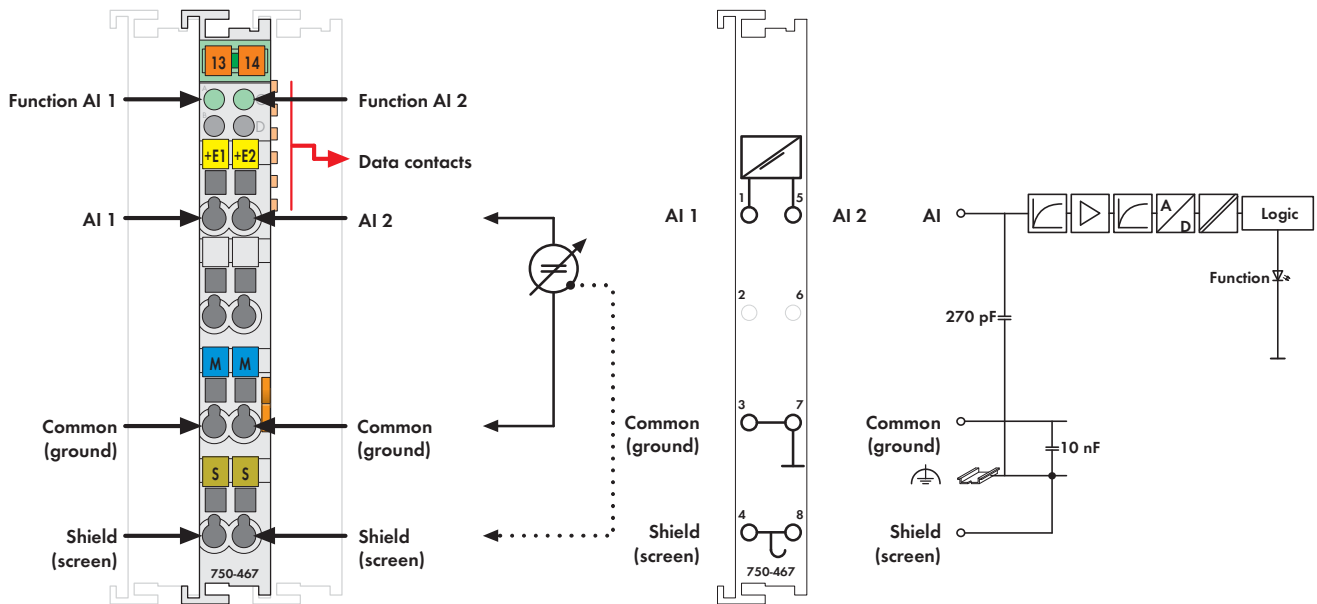 13 14
A C
Function AI 1
Function AI 2
D
+E1 +E2
Data contacts
AI 1
AI 2
M M
Common
(ground)
Common
(ground)
S S
Shield
(screen)
Shield
(screen)
750-467
1 5
AI 1
AI 2
2 6
3 7
Common
(ground)
4 8
Shield
(screen)
750-467
AI
A
D
Logic
Function
270 pF
Common
(ground)
10 nF
Shield
(screen)